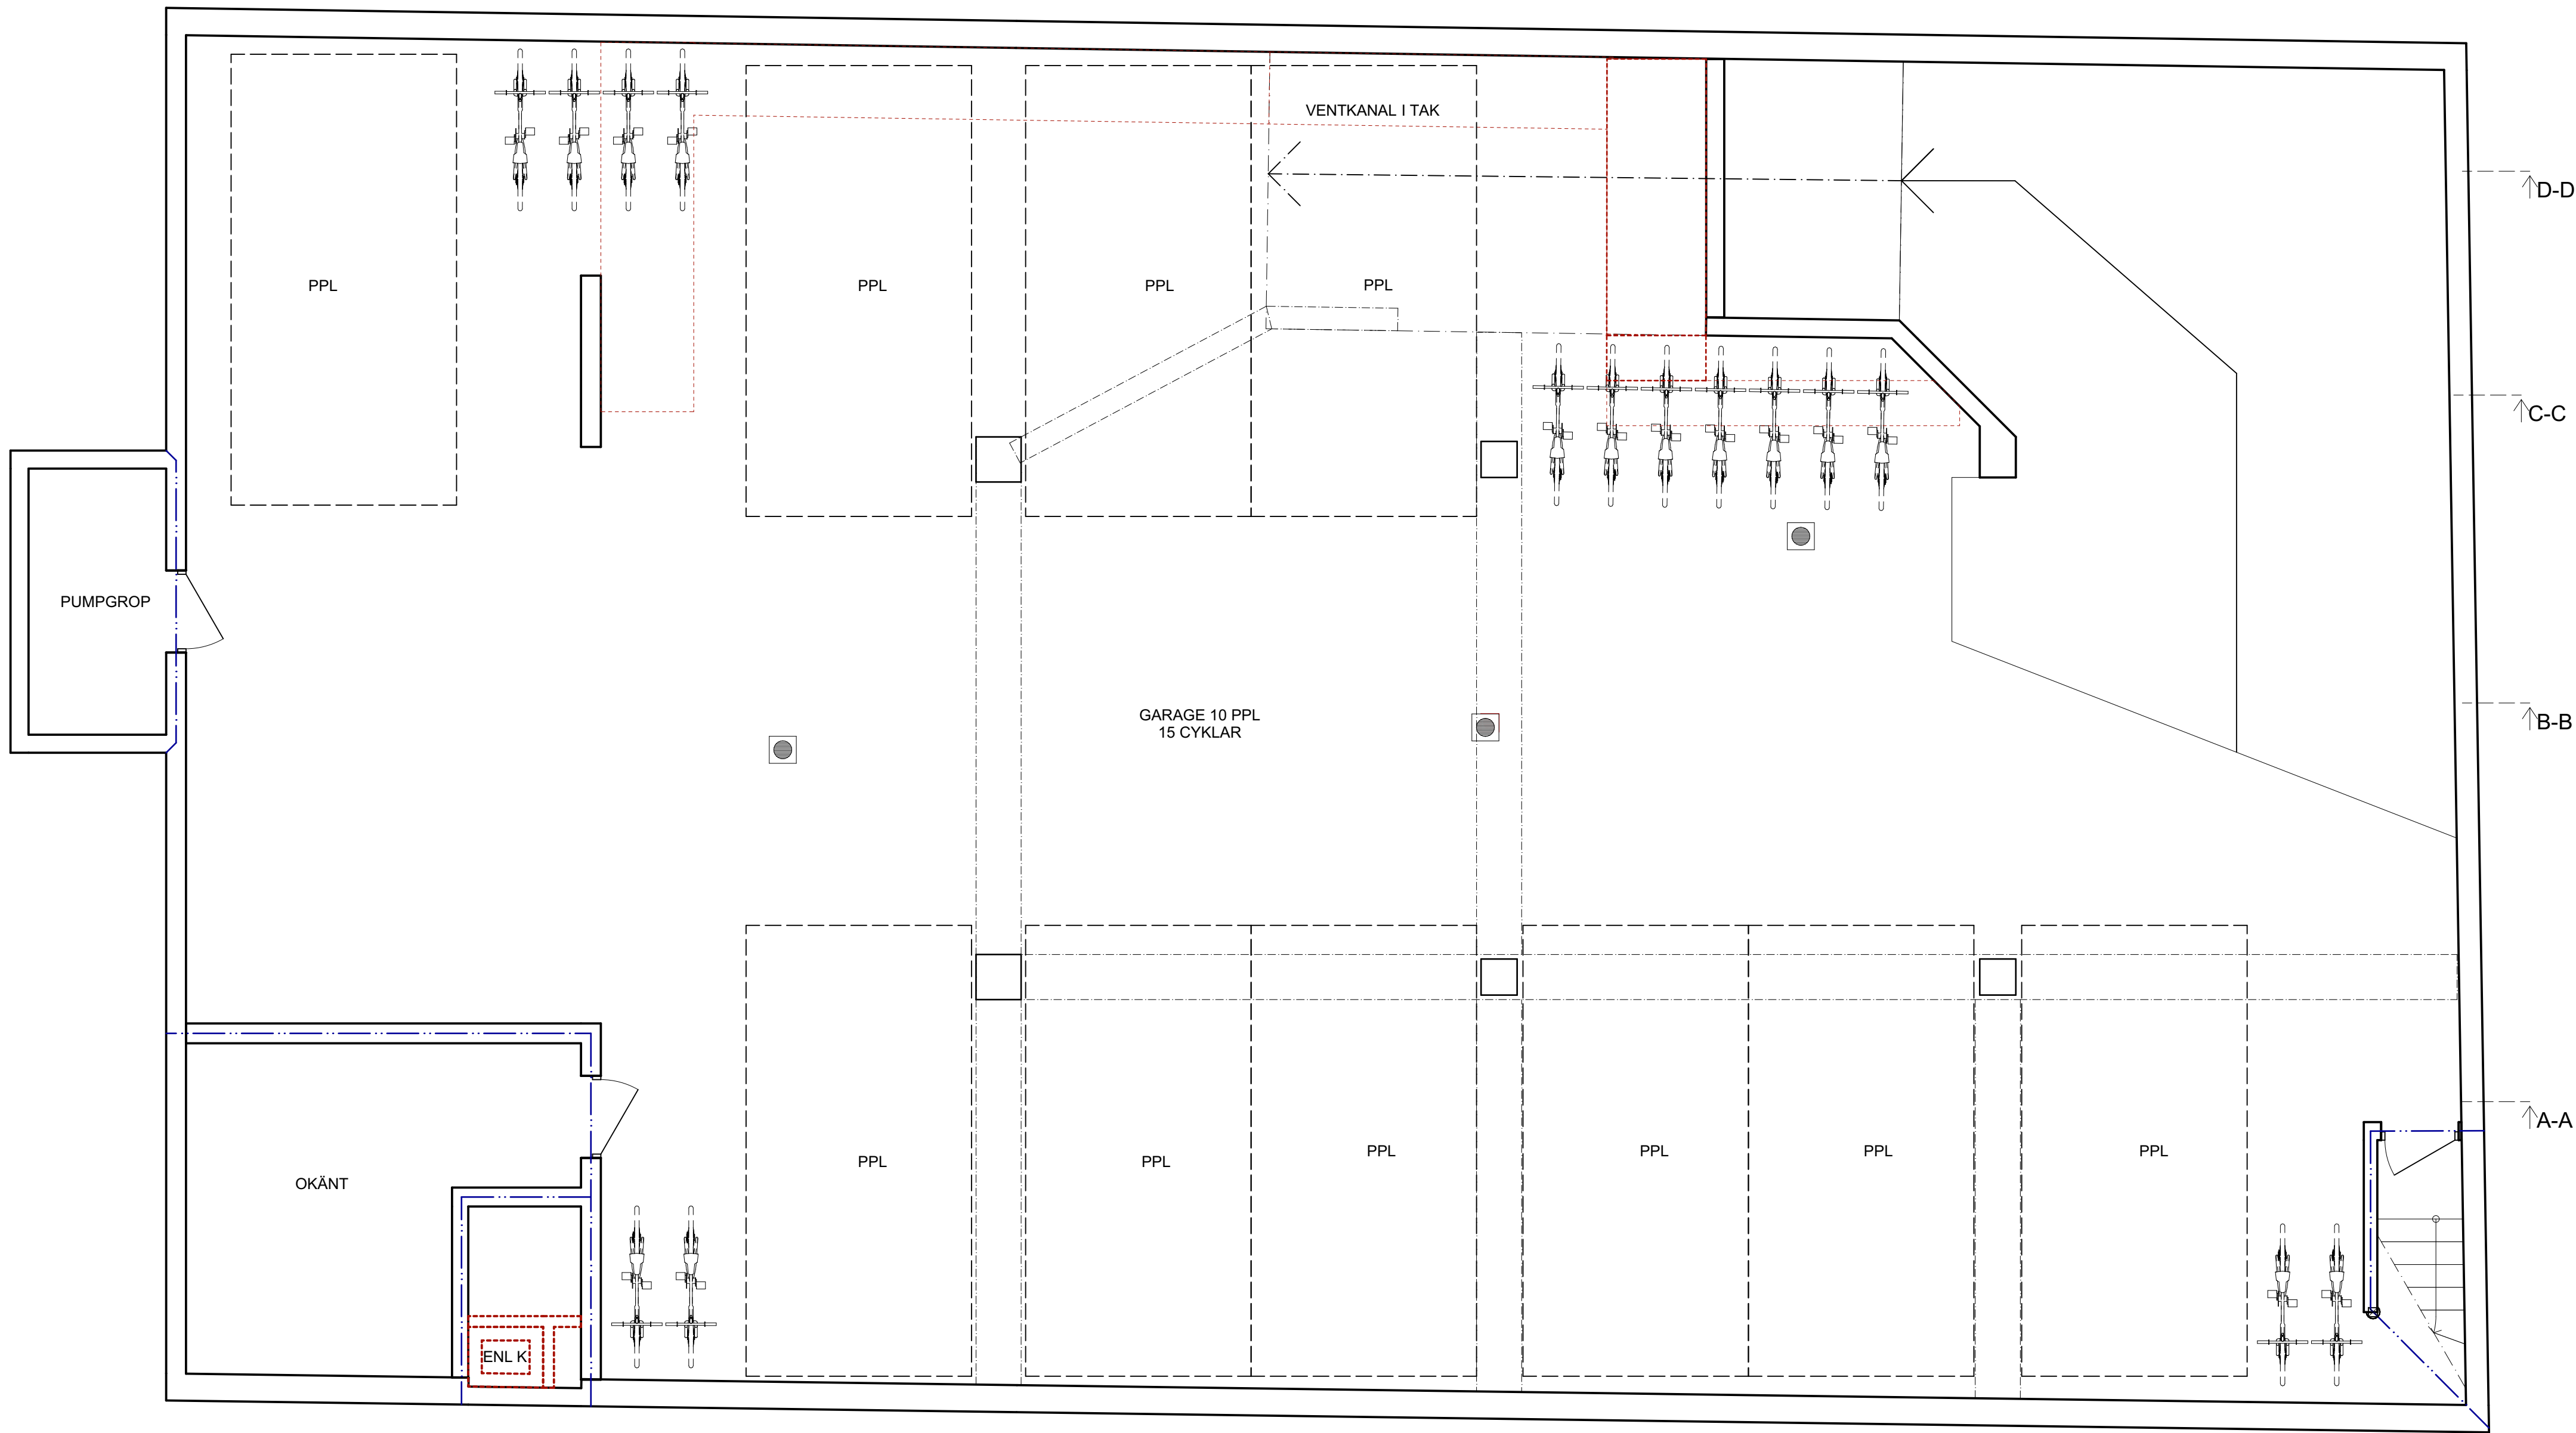 VENTKANAL I TAK
D-D
PPL
PPL
PPL
PPL
C-C
PUMPGROP
GARAGE 10 PPL
15 CYKLAR
B-B
A-A
PPL
PPL
PPL
PPL
PPL
PPL
OKÄNT
ENL K